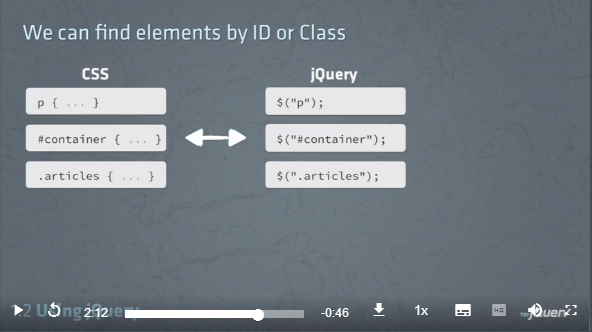 We can find elements by ID or Class
CSS
jQuery
p { ... }
$("p");
#container { ... }
$("#container");
.articles { ... }
$(".articles");
1.2 Using jQuery
2:12
-0:46
1x
HD
jQuery